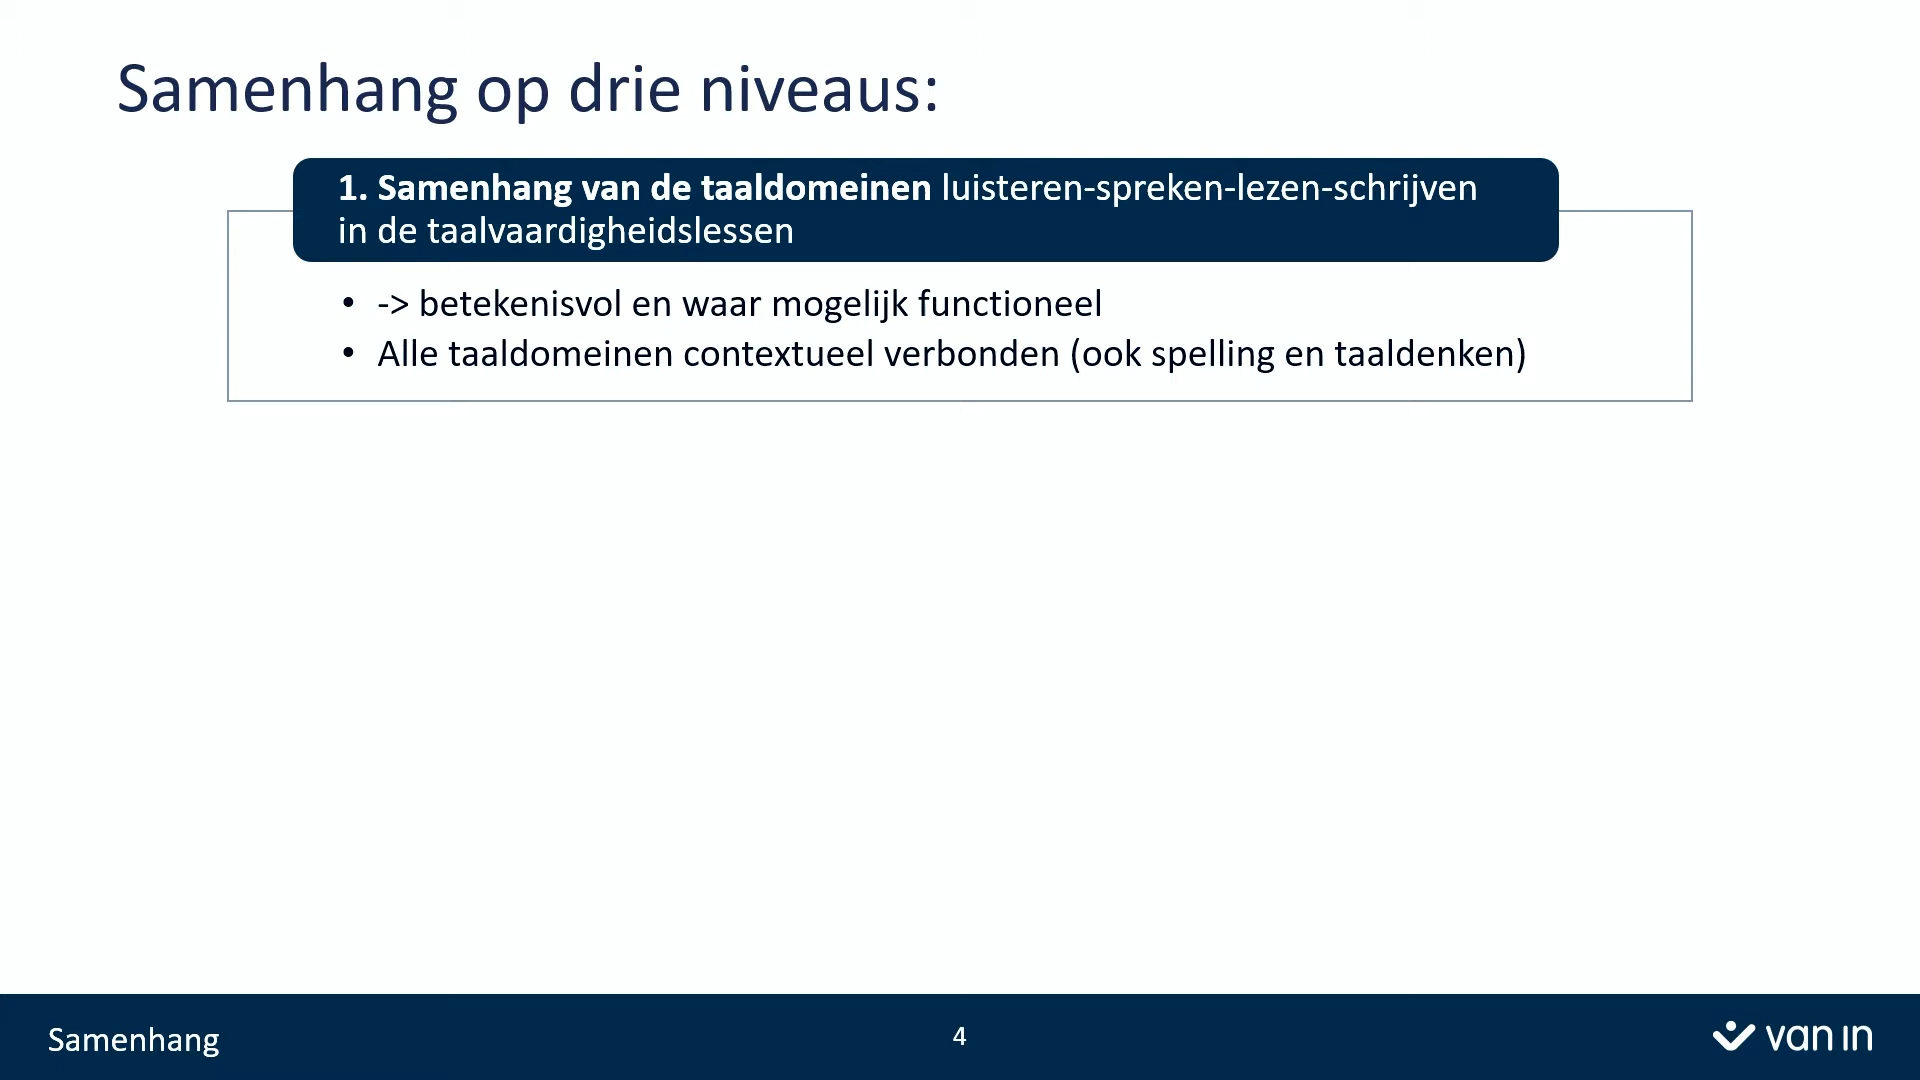 Samenhang op drie niveaus:
1. Samenhang van de taaldomeinen luisteren-spreken-lezen-schrijven
in de taalvaardigheidslessen
• -> betekenisvol en waar mogelijk functioneel
• Alle taaldomeinen contextueel verbonden (ook spelling en taaldenken)
Samenhang
4
van in